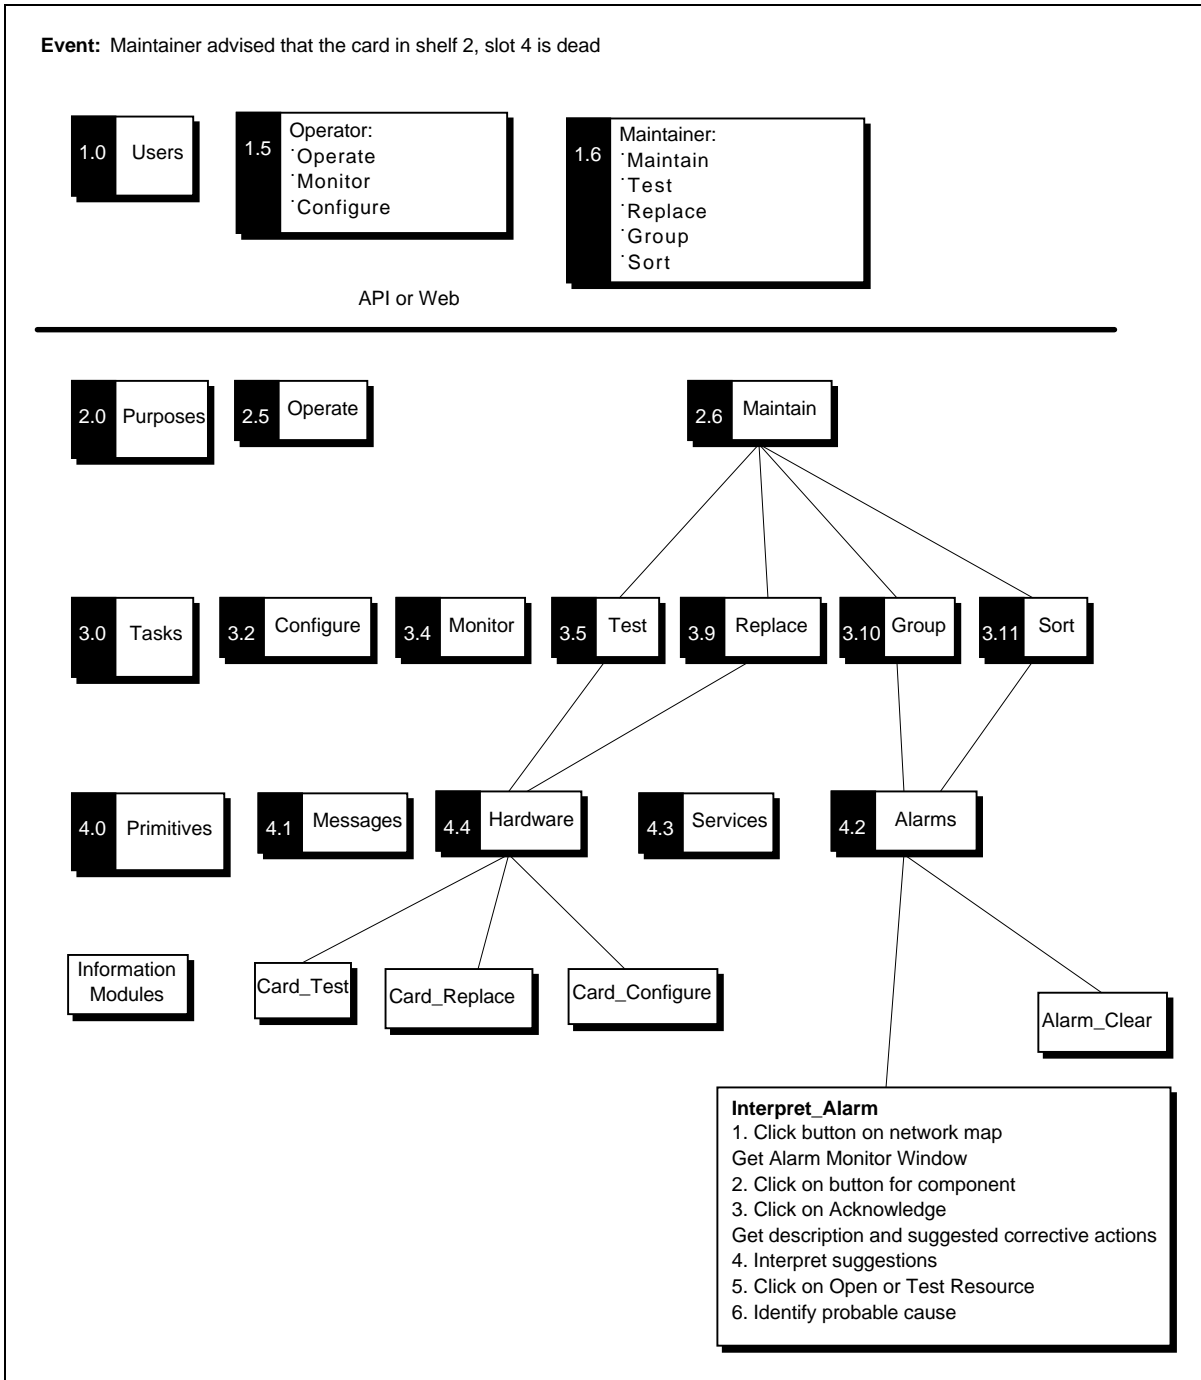 Event: Maintainer advised that the card in shelf 2, slot 4 is dead
1.0 Users
1.5 Operator:
˙Operate
˙Monitor
˙Configure
1.6 Maintainer:
˙Maintain
˙Test
˙Replace
˙Group
˙Sort
API or Web
2.0 Purposes
2.5 Operate
2.6 Maintain
3.0 Tasks
3.2 Configure
3.4 Monitor
3.5 Test
3.9 Replace
3.10 Group
3.11 Sort
4.0 Primitives
4.1 Messages
4.4 Hardware
4.3 Services
4.2 Alarms
Information
Modules
Card_Test
Card_Replace
Card_Configure
Alarm_Clear
Interpret_Alarm
1. Click button on network map
Get Alarm Monitor Window
2. Click on button for component
3. Click on Acknowledge
Get description and suggested corrective actions
4. Interpret suggestions
5. Click on Open or Test Resource
6. Identify probable cause